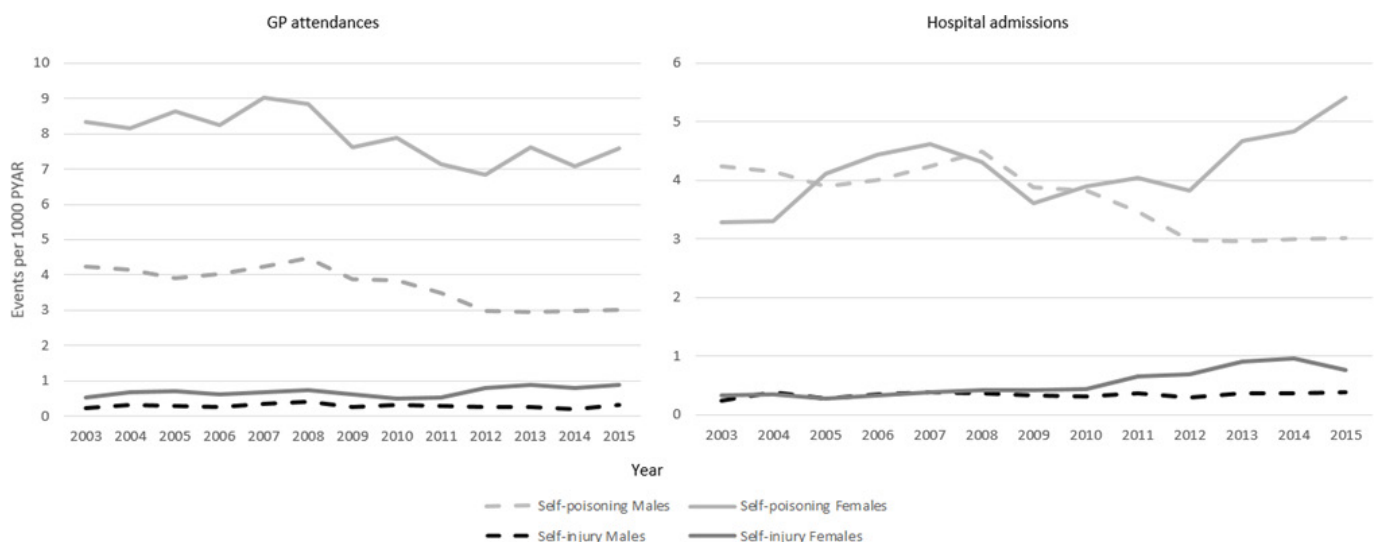 GP attendances
Hospital admissions
Events per 1000 PYAR
10
9
8
7
6
5
4
3
2
1
0
2003 2004 2005 2006 2007 2008 2009 2010 2011 2012 2013 2014 2015
6
5
4
3
2
1
0
2003 2004 2005 2006 2007 2008 2009 2010 2011 2012 2013 2014 2015
Year
Self-poisoning Males Self-poisoning Females
Self-injury Males Self-injury Females